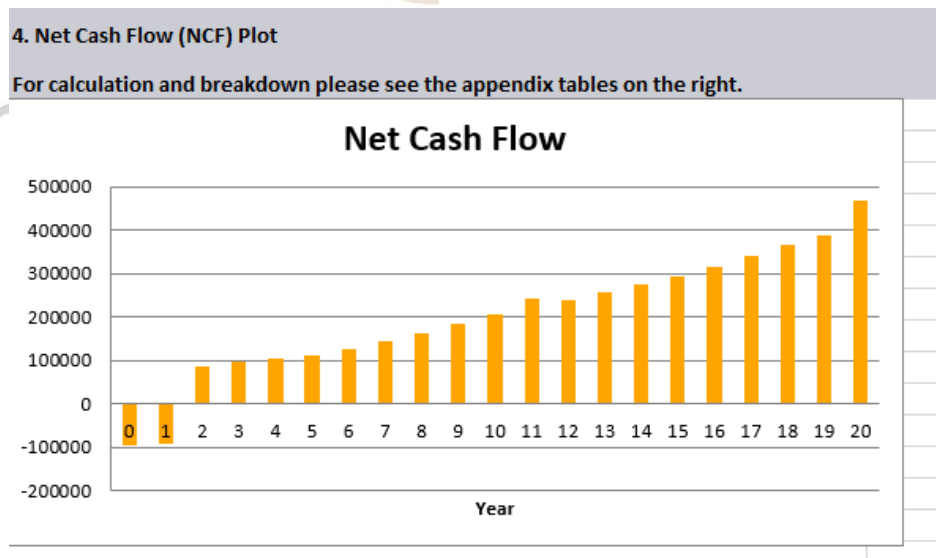 4. Net Cash Flow (NCF) Plot
For calculation and breakdown please see the appendix tables on the right.
Net Cash Flow
500000
400000
300000
200000
100000
0
-100000
-200000
0 1 2 3 4 5 6 7 8 9 10 11 12 13 14 15 16 17 18 19 20
Year